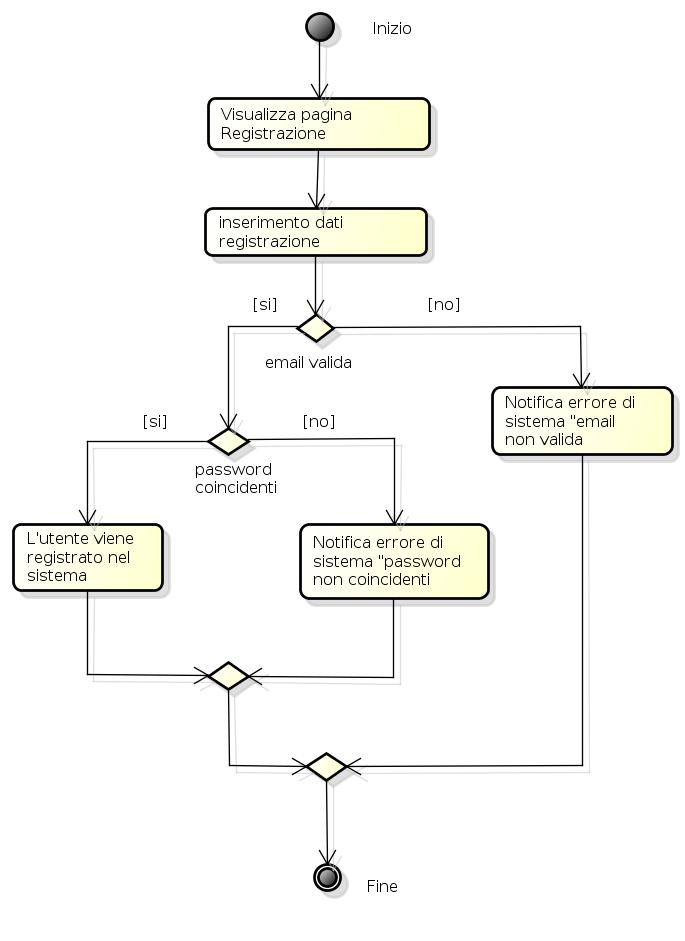 Inizio
Visualizza pagina
Registrazione
inserimento dati
registrazione
[si]
[no]
email valida
Notifica errore di
sistema "email
non valida
[si]
[no]
password
coincidenti
L'utente viene
registrato nel
sistema
Notifica errore di
sistema "password
non coincidenti
Fine